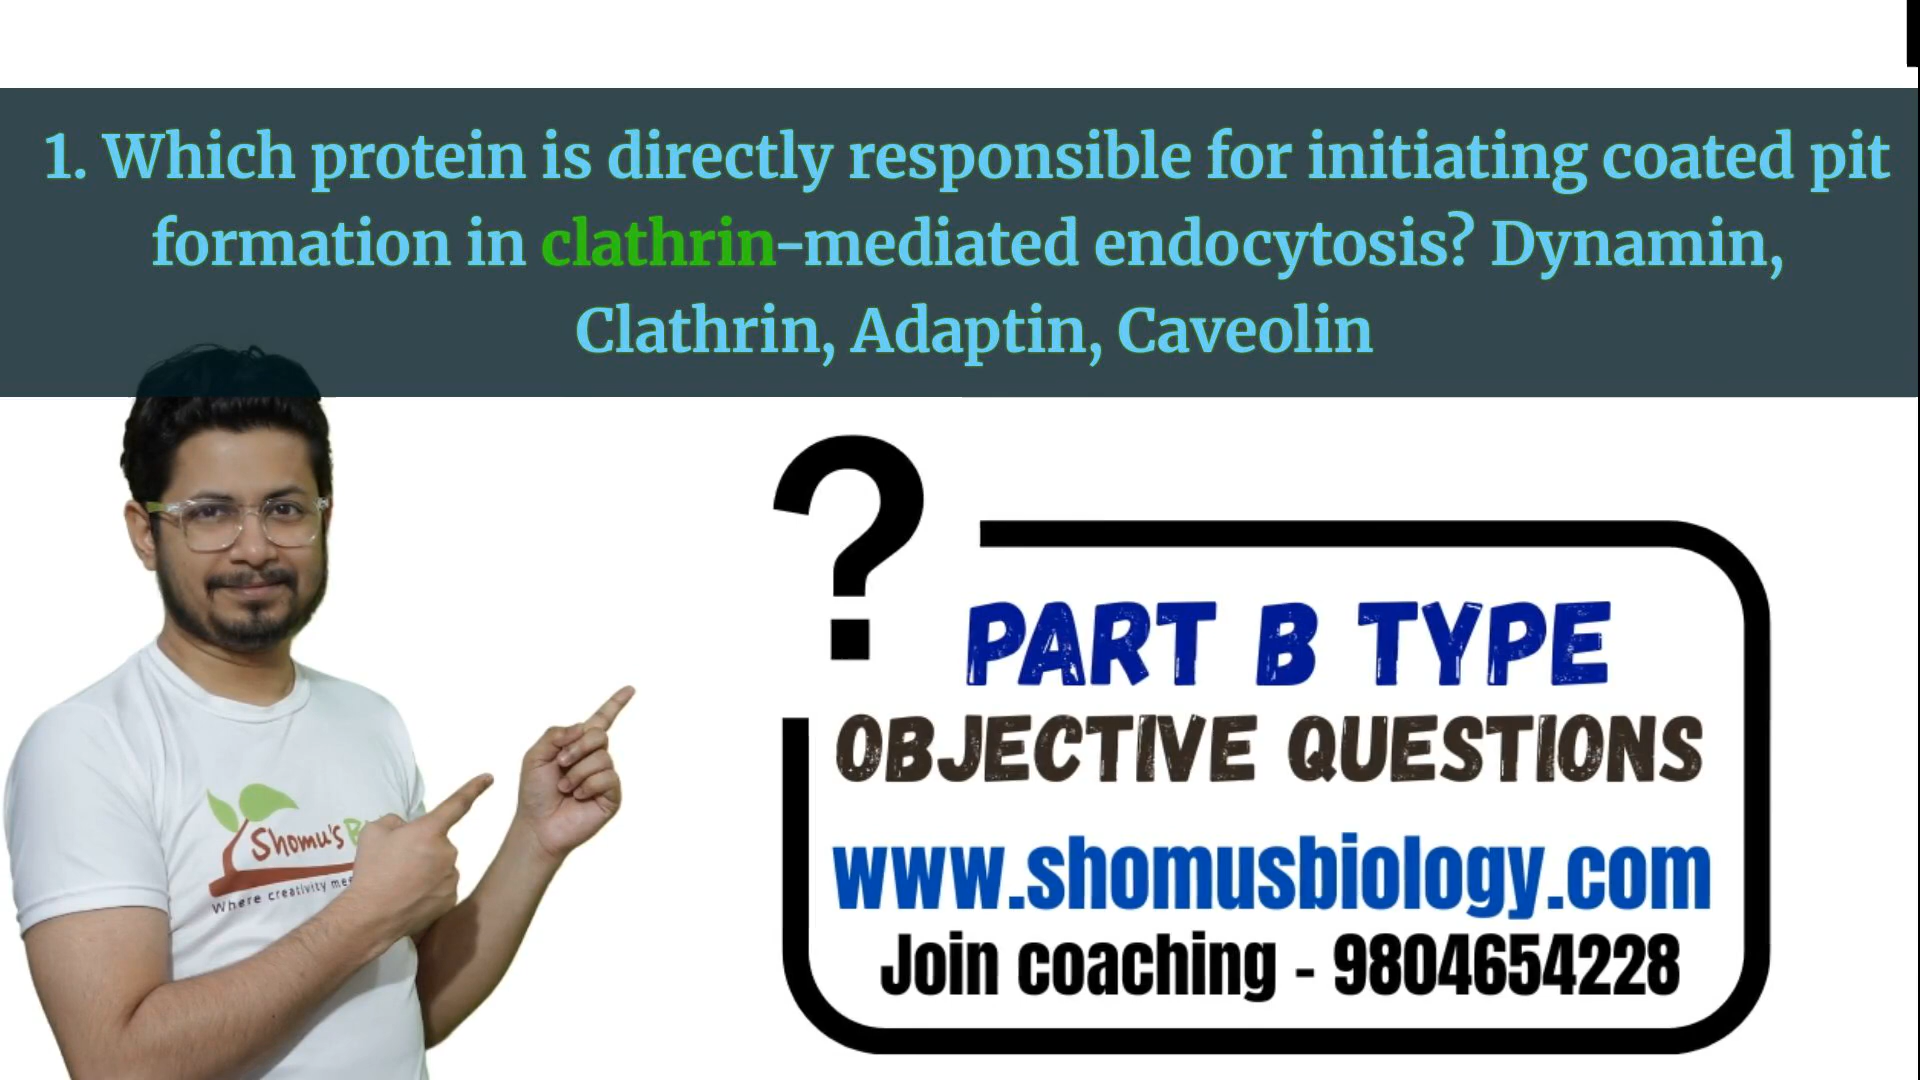 1. Which protein is directly responsible for initiating coated pit
formation in clathrin-mediated endocytosis? Dynamin,
Clathrin, Adaptin, Caveolin
?
PART B TYPE
OBJECTIVE QUESTIONS
www.shomusbiology.com
Join coaching - 9804654228
Shomu's
Where creativity